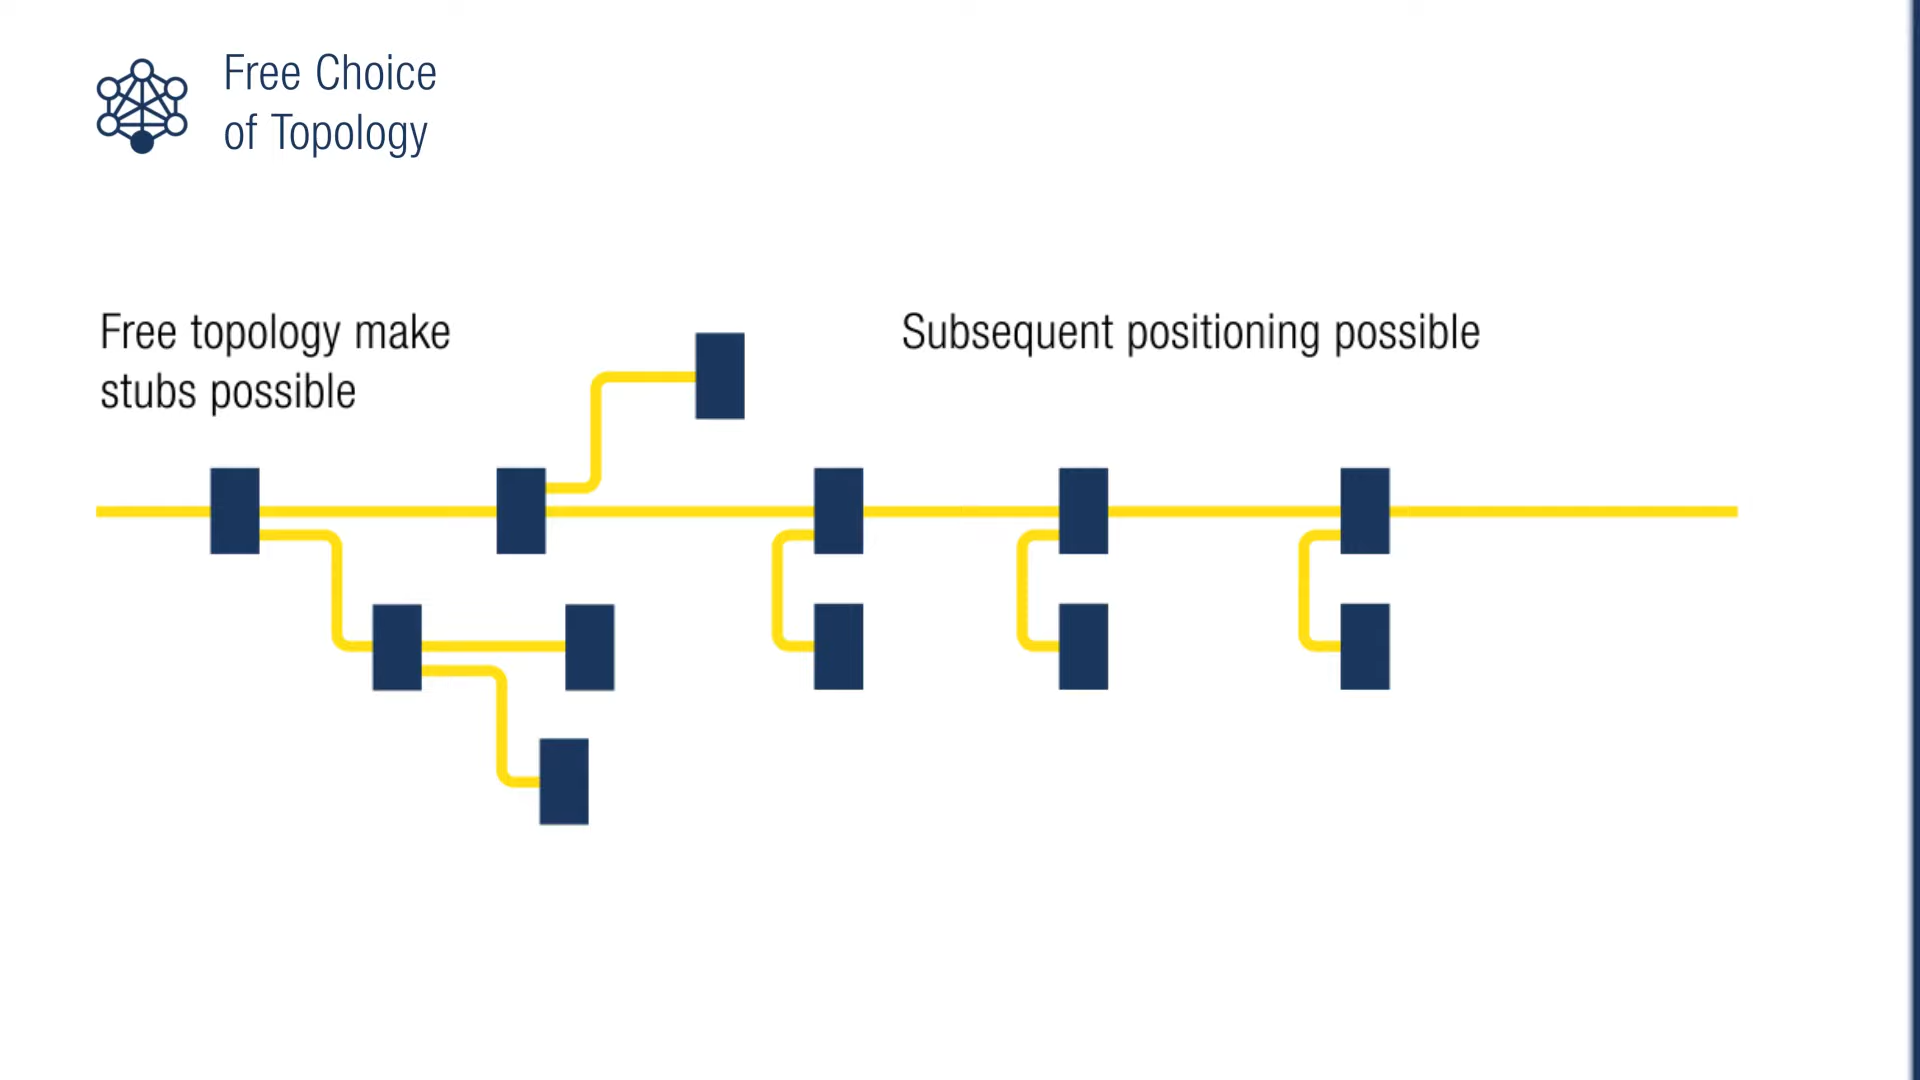 Free Choice
of Topology
Free topology make
stubs possible
Subsequent positioning possible